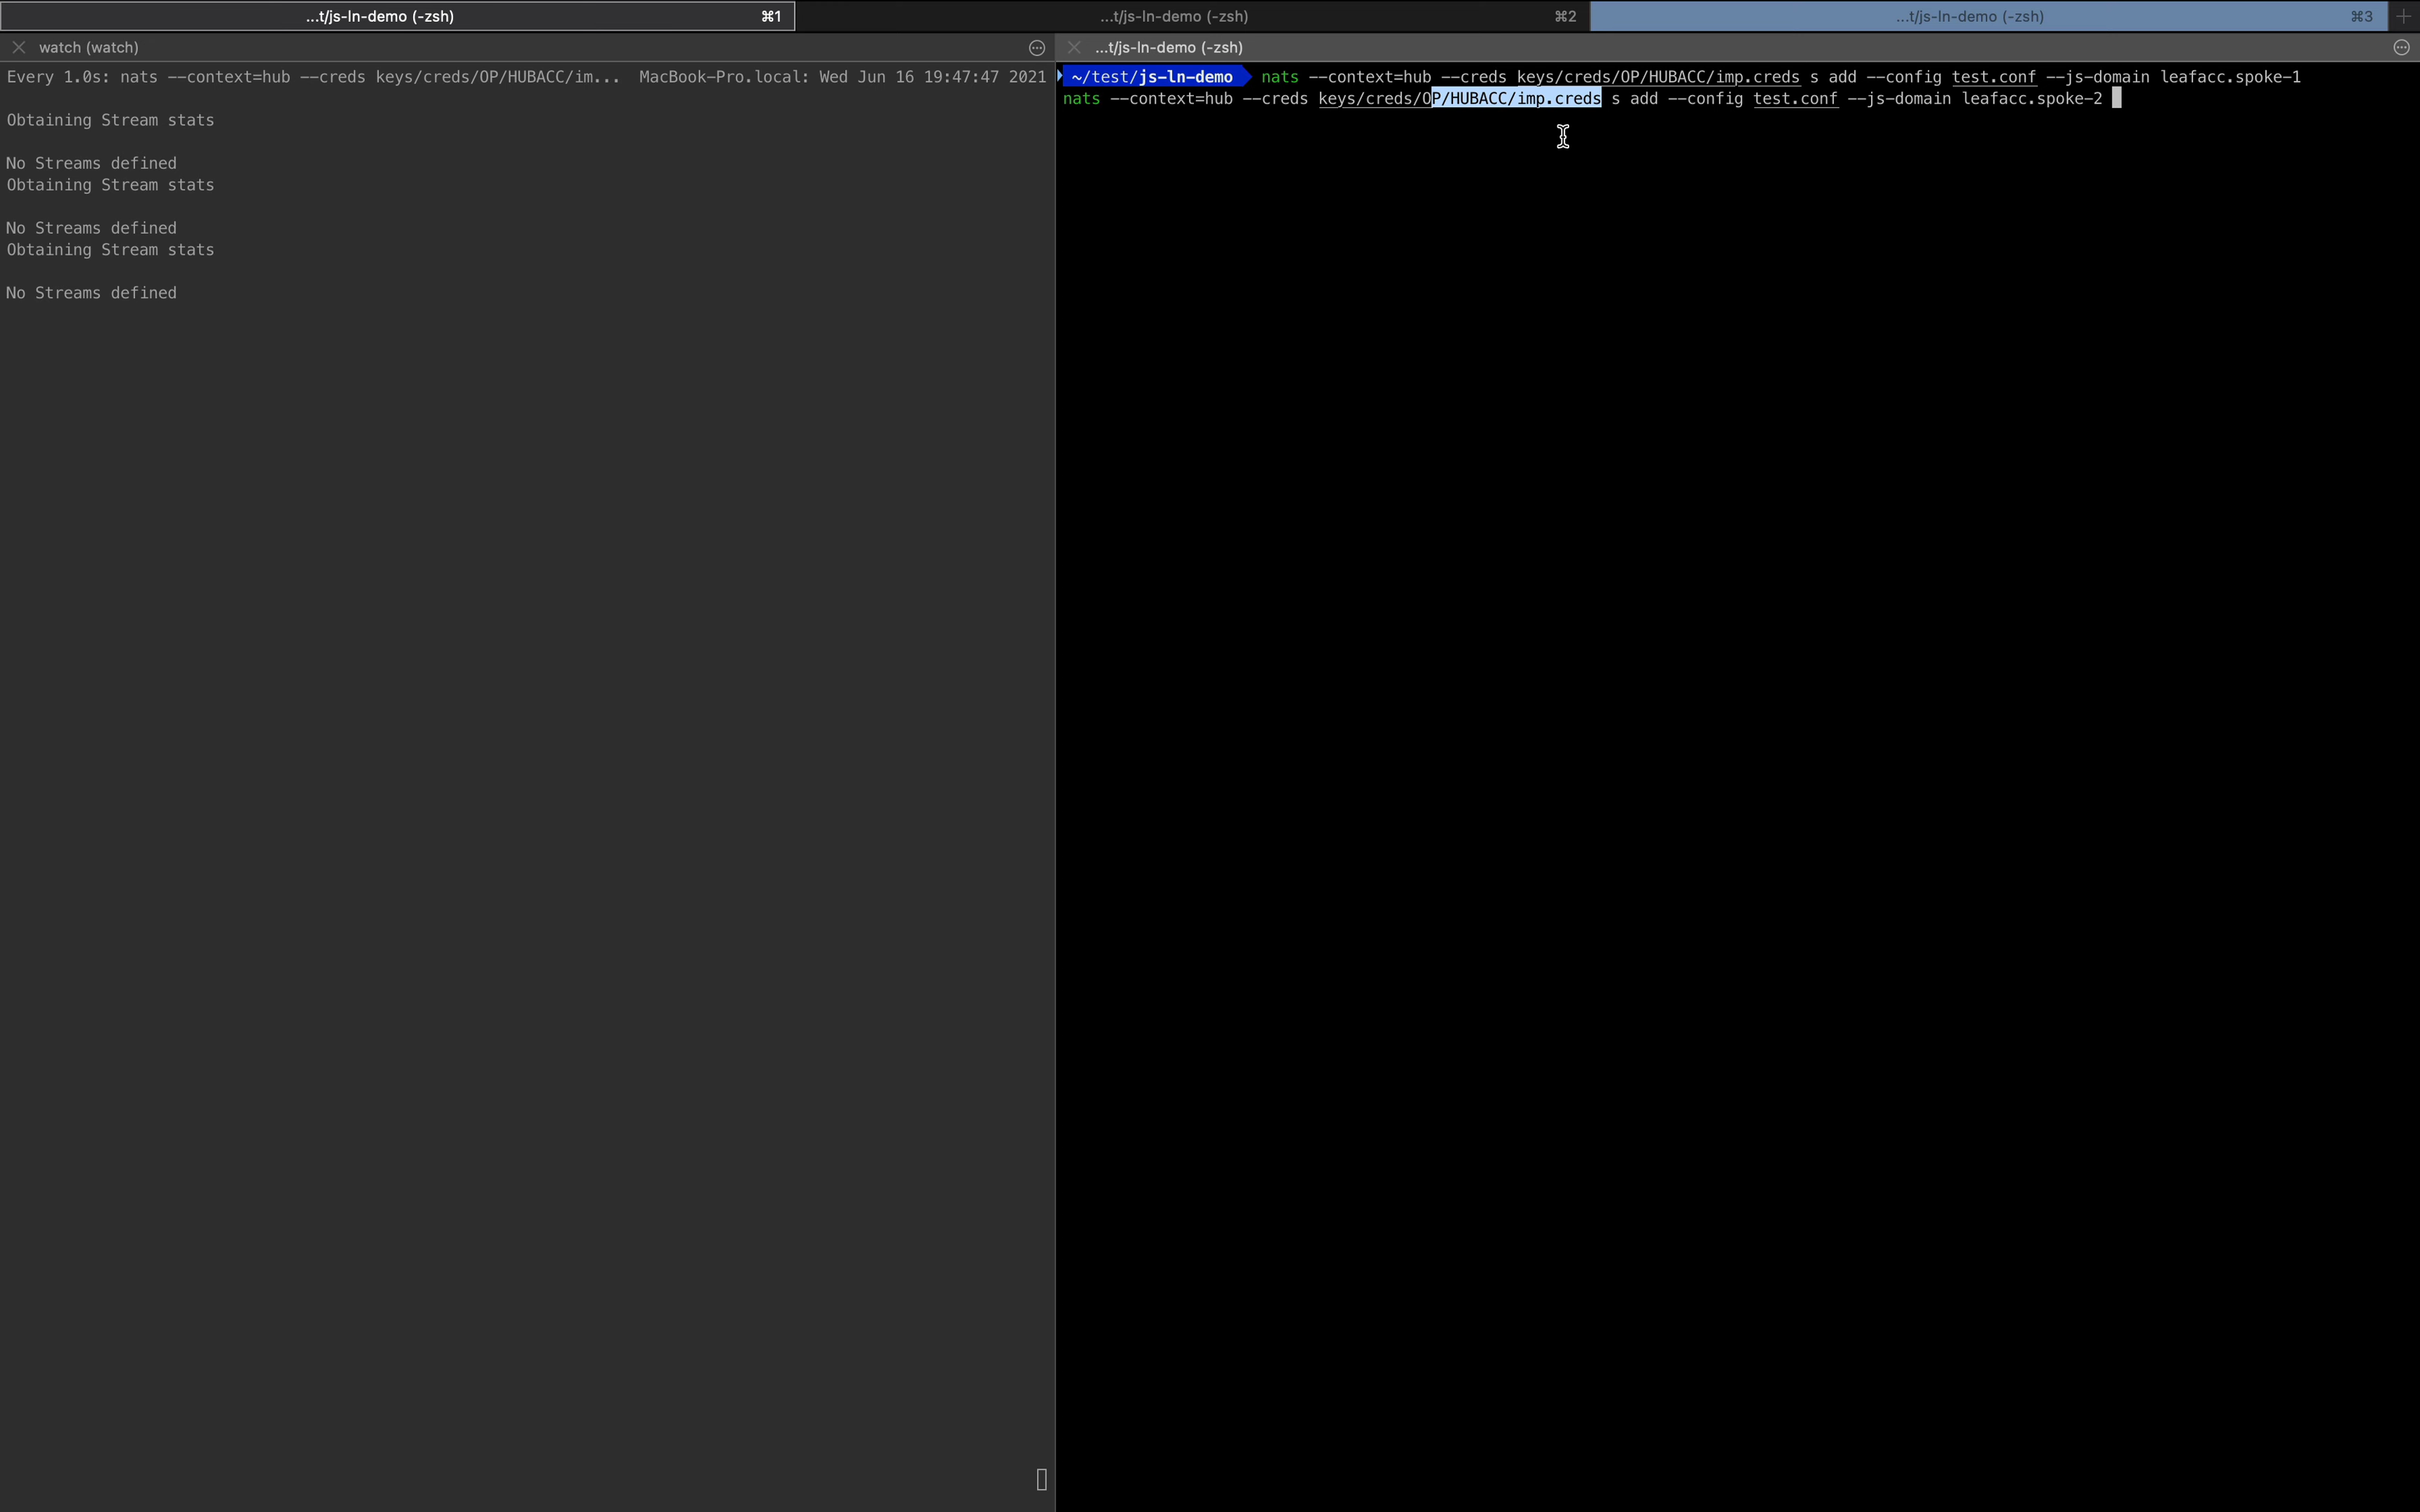 ...t/js-ln-demo (-zsh) ⌘1 ...t/js-ln-demo (-zsh) ⌘2 ...t/js-ln-demo (-zsh) ⌘3
watch (watch)
Every 1.0s: nats --context=hub --creds keys/creds/OP/HUBACC/im... MacBook-Pro.local: Wed Jun 16 19:47:47 2021
Obtaining Stream stats
No Streams defined
Obtaining Stream stats
No Streams defined
Obtaining Stream stats
No Streams defined
...t/js-ln-demo (-zsh)
~/test/js-ln-demo nats --context=hub --creds keys/creds/OP/HUBACC/imp.creds s add --config test.conf --js-domain leafacc.spoke-1
nats --context=hub --creds keys/creds/OP/HUBACC/imp.creds s add --config test.conf --js-domain leafacc.spoke-2